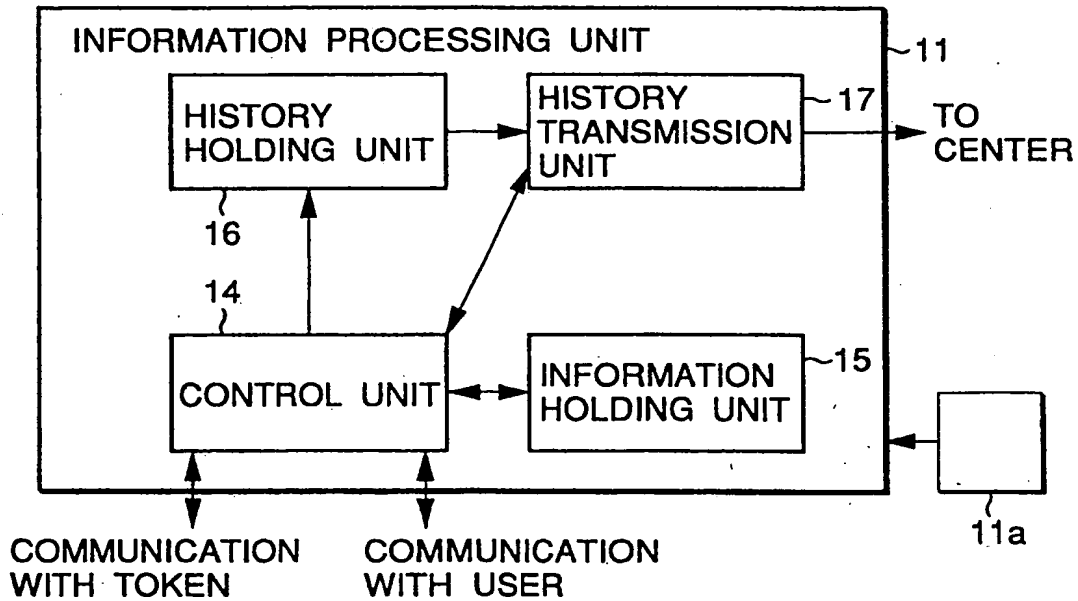 INFORMATION PROCESSING UNIT
11
HISTORY
HOLDING UNIT
16
HISTORY
TRANSMISSION
UNIT
17
TO
CENTER
14
CONTROL UNIT
INFORMATION
HOLDING UNIT
15
11a
COMMUNICATION
WITH TOKEN
COMMUNICATION
WITH USER